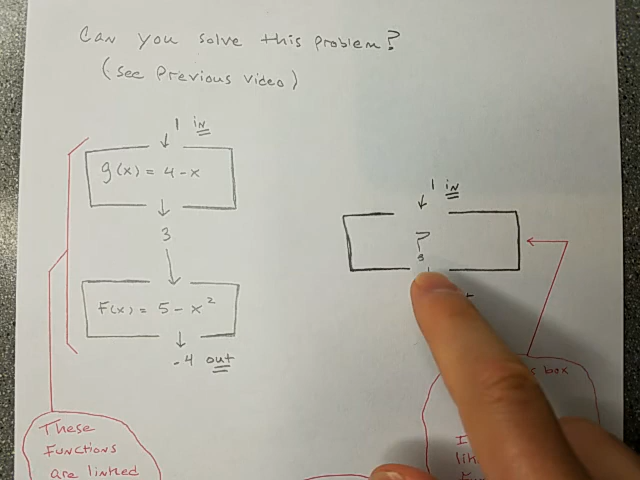 Can you solve this problem?
(see previous video)
1 in
g(x) = 4 - x
3
F(x) = 5 - x²
-4 out
These
Functions
are linked
1 in
?
box